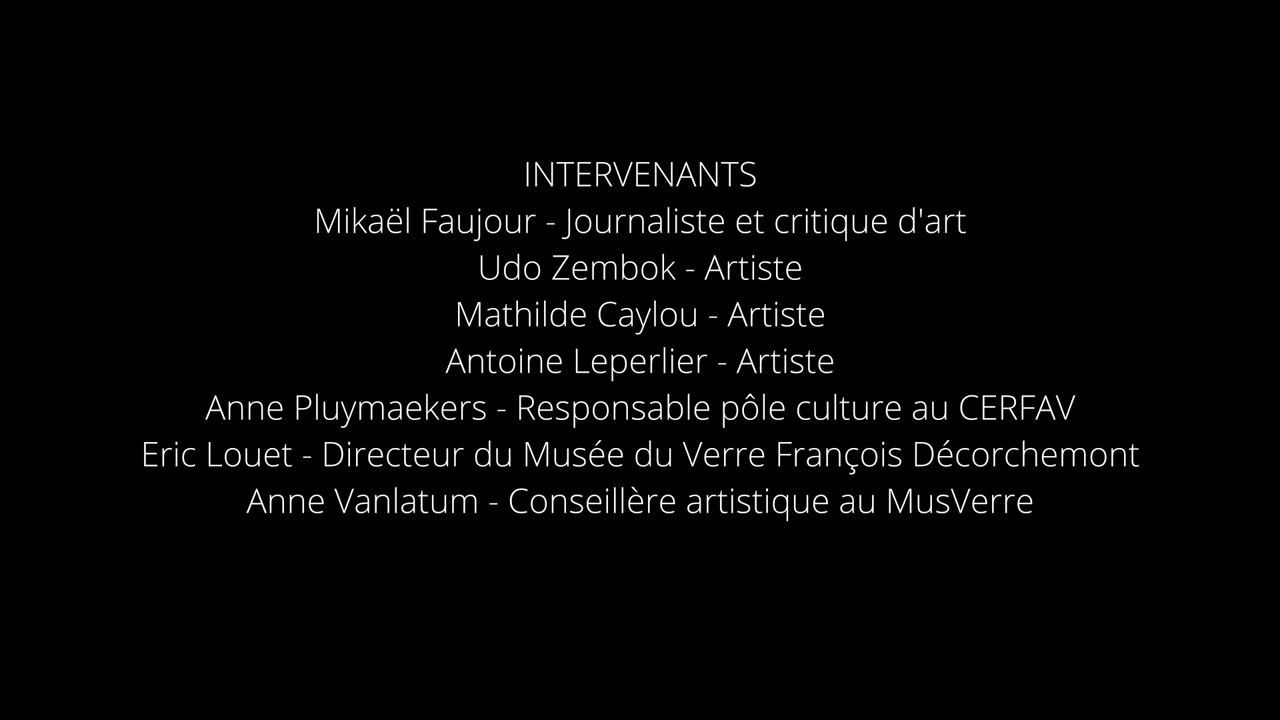 INTERVENANTS
Mikaël Faujour - Journaliste et critique d'art
Udo Zembok - Artiste
Mathilde Caylou - Artiste
Antoine Leperlier - Artiste
Anne Pluymaekers - Responsable pôle culture au CERFAV
Eric Louet - Directeur du Musée du Verre François Décorchemont
Anne Vanlatum - Conseillère artistique au MusVerre